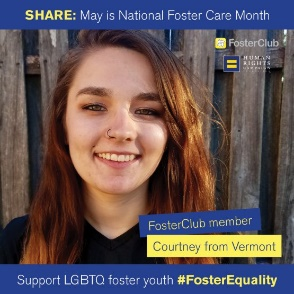 SHARE: May is National Foster Care Month
FosterClub
HUMAN
RIGHTS
CAMPAIGN
FosterClub member
Courtney from Vermont
Support LGBTQ foster youth #FosterEquality